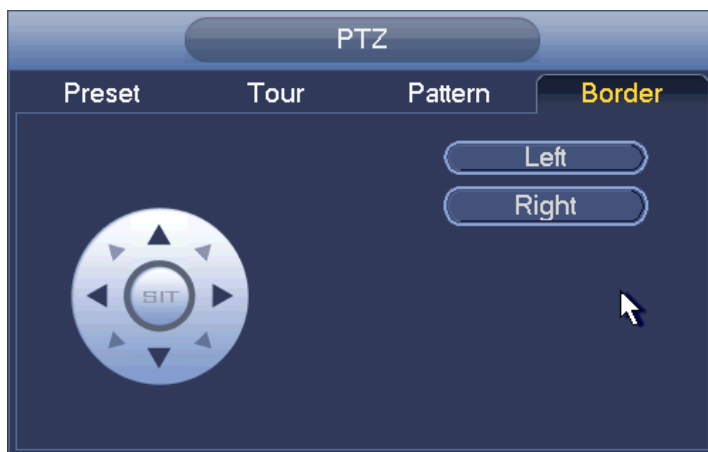 PTZ
Preset Tour Pattern Border
Left
Right
SIT